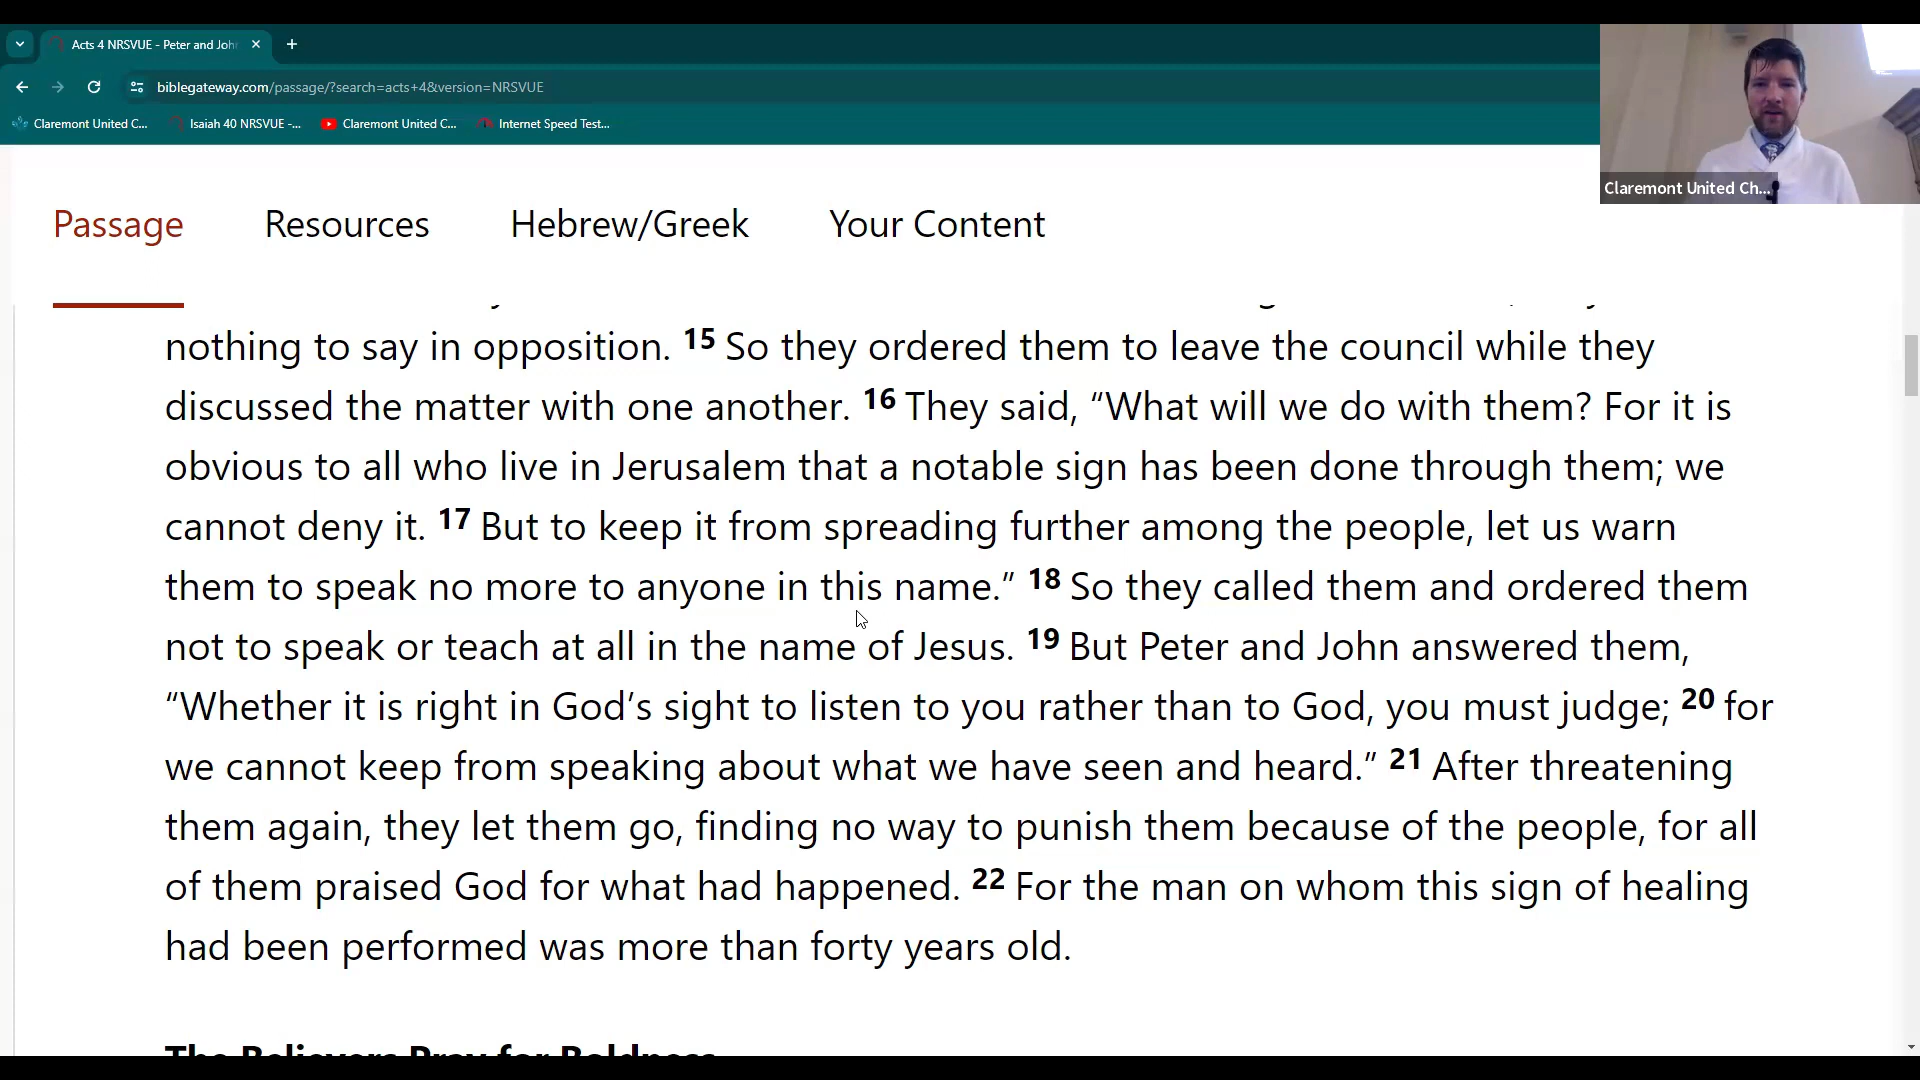 Acts 4 NRSVUE - Peter and Joh
biblegateway.com/passage/?search=acts+4&version=NRSVUE
Claremont United C... Isaiah 40 NRSVUE -... Claremont United C... Internet Speed Test...
Claremont United Ch...
Passage Resources Hebrew/Greek Your Content
nothing to say in opposition. 15 So they ordered them to leave the council while they
discussed the matter with one another. 16 They said, “What will we do with them? For it is
obvious to all who live in Jerusalem that a notable sign has been done through them; we
cannot deny it. 17 But to keep it from spreading further among the people, let us warn
them to speak no more to anyone in this name.” 18 So they called them and ordered them
not to speak or teach at all in the name of Jesus. 19 But Peter and John answered them,
“Whether it is right in God’s sight to listen to you rather than to God, you must judge; 20 for
we cannot keep from speaking about what we have seen and heard.” 21 After threatening
them again, they let them go, finding no way to punish them because of the people, for all
of them praised God for what had happened. 22 For the man on whom this sign of healing
had been performed was more than forty years old.
The Believers Pray for Boldness